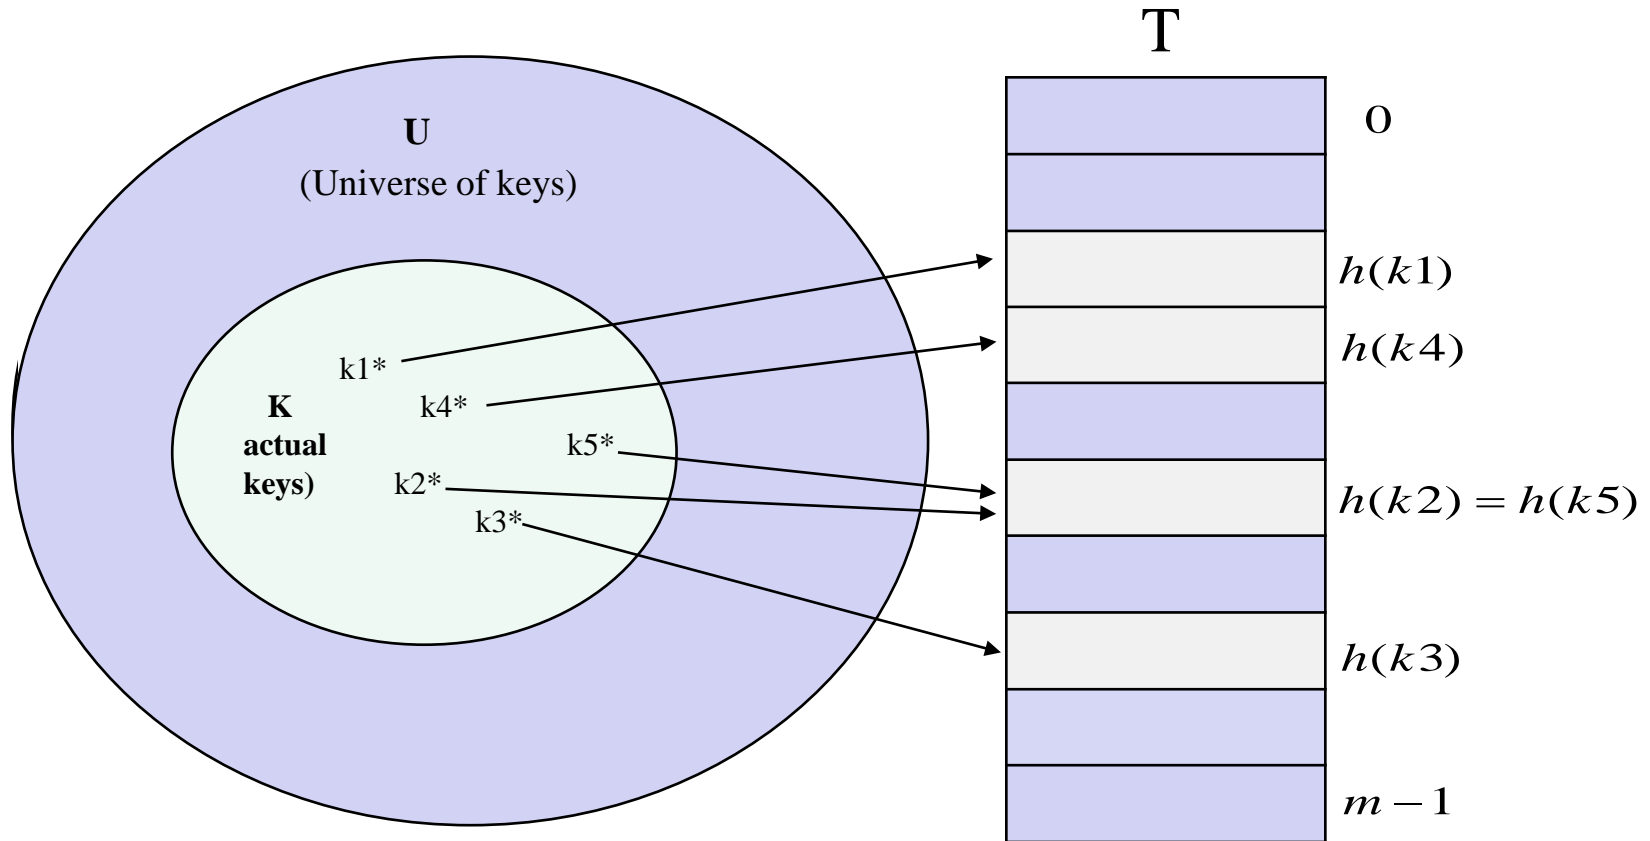 T
U
(Universe of keys)
K
actual
keys)
k1*
k4*
k5*
k2*
k3*
0
h(k1)
h(k4)
h(k2) = h(k5)
h(k3)
m − 1